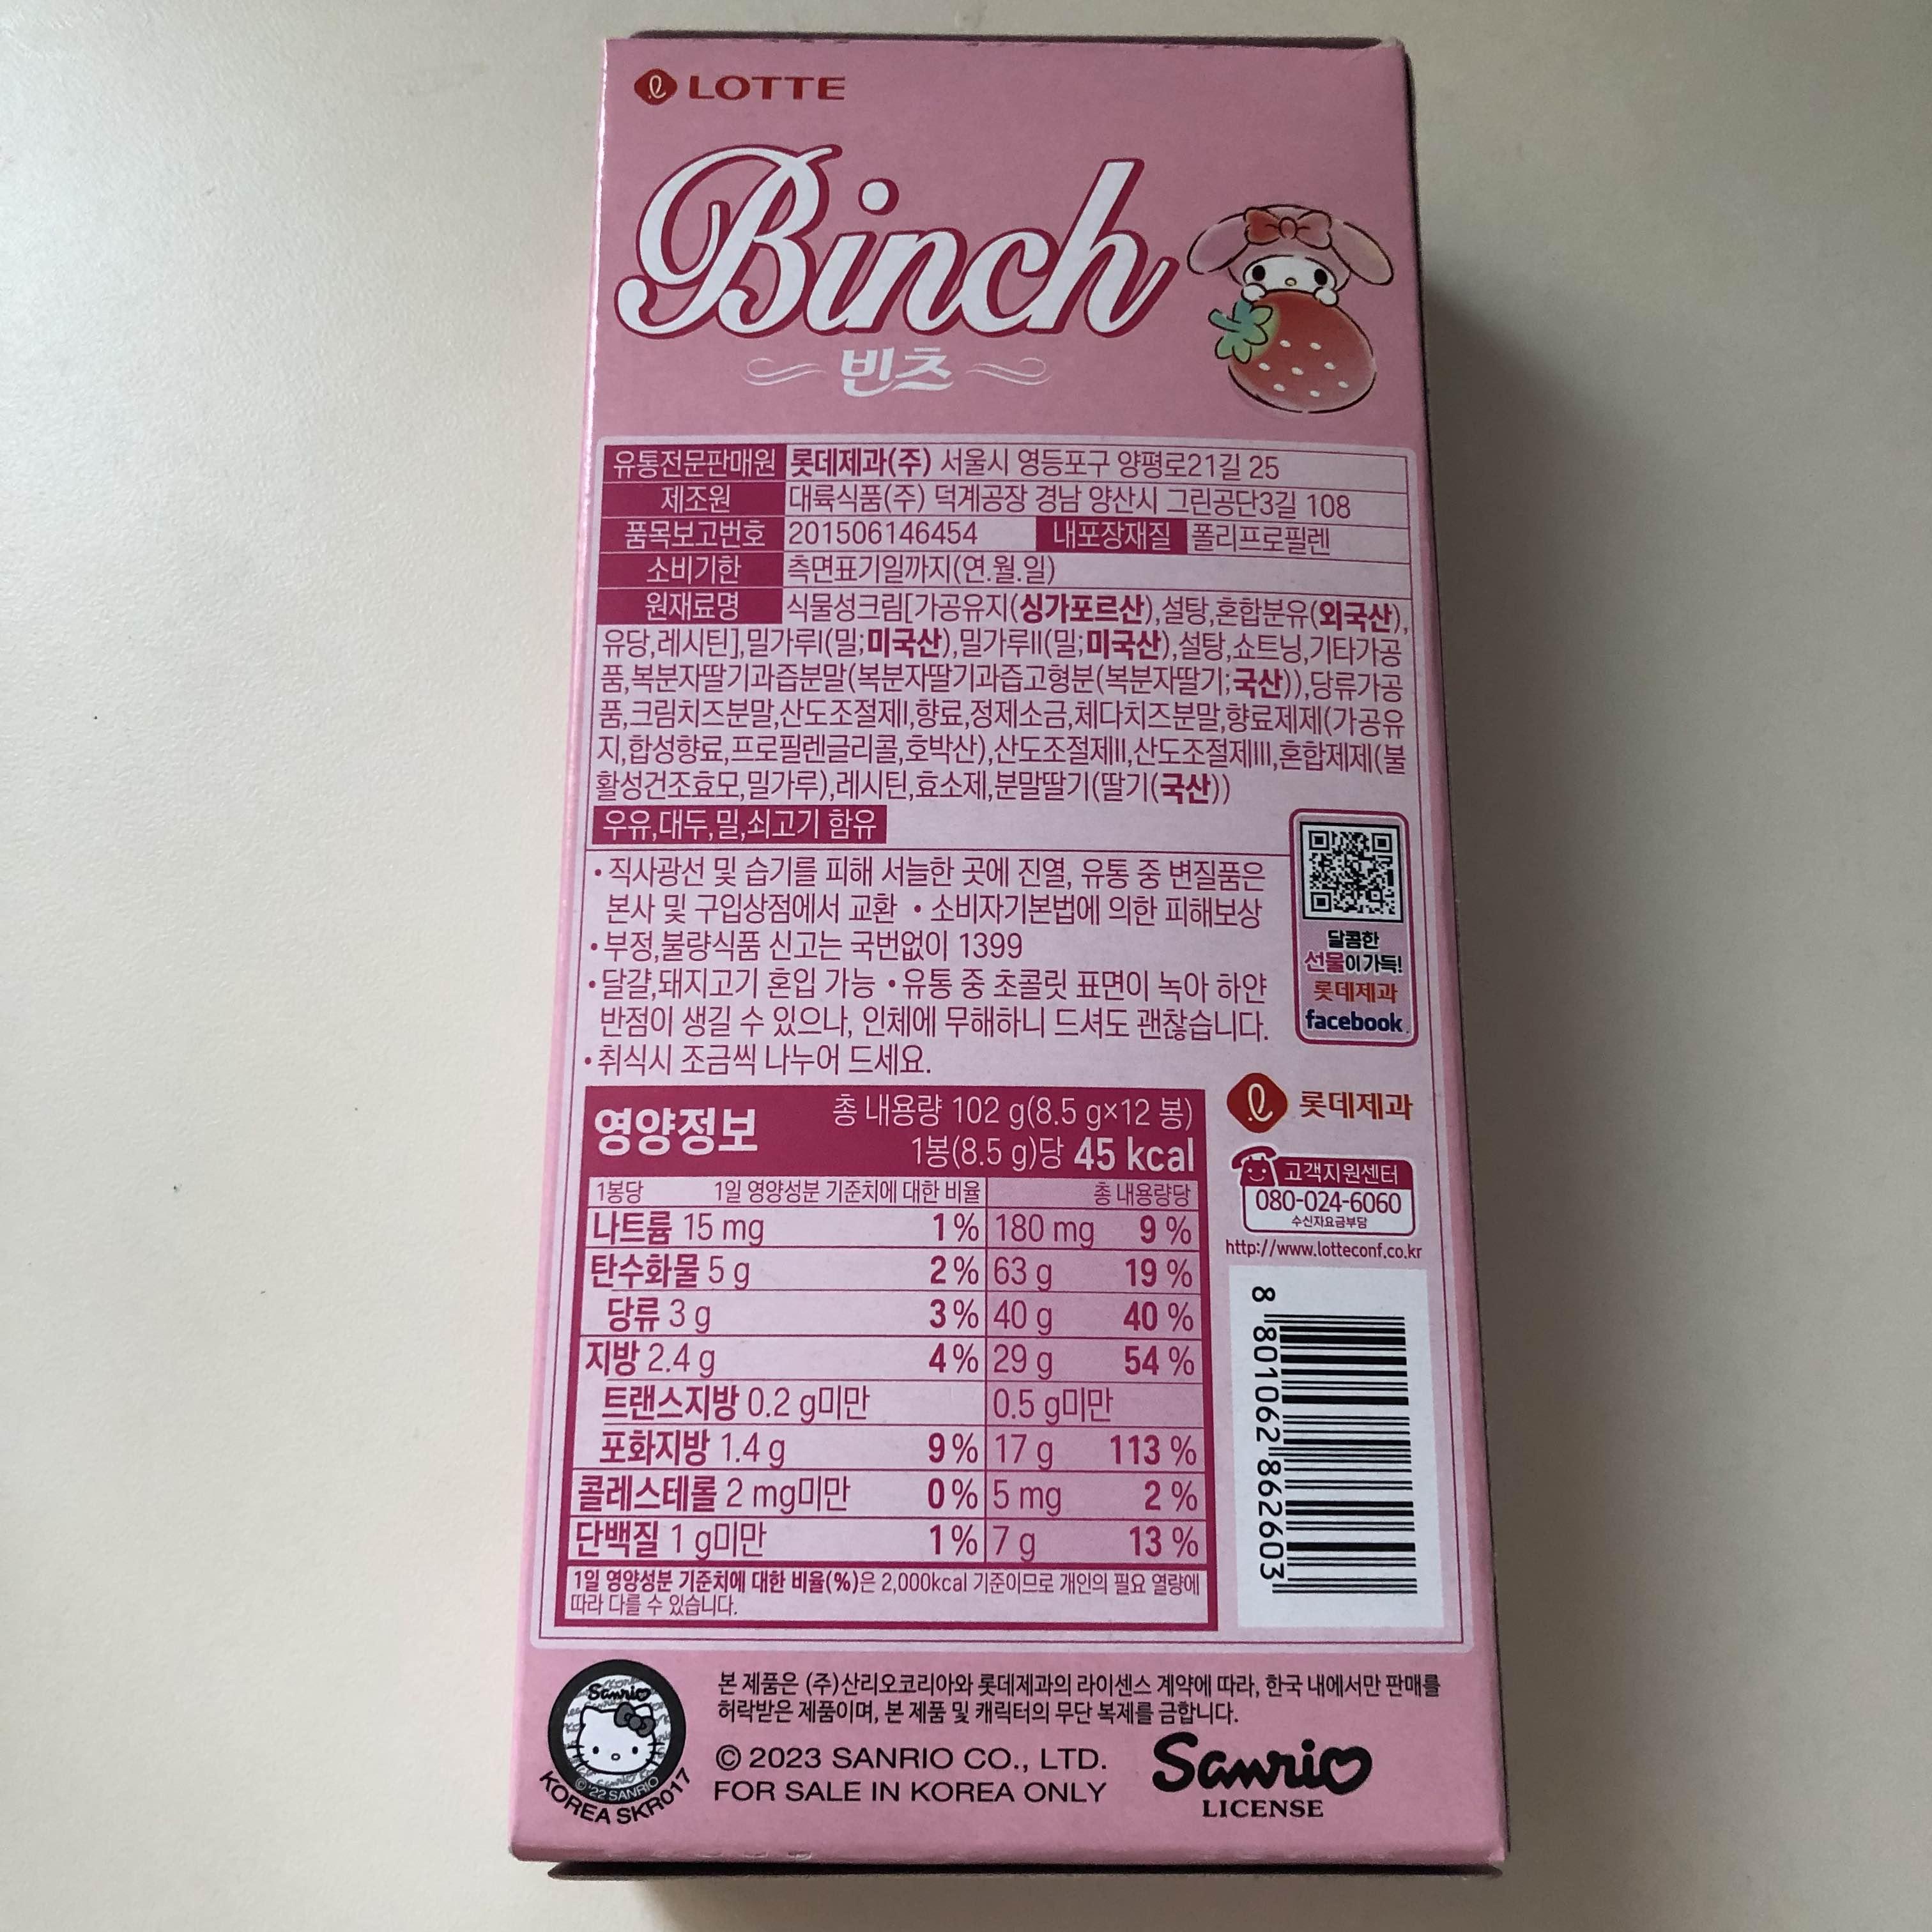 LOTTE
Binch
빈츠
유통전문판매원 롯데제과(주) 서울시 영등포구 양평로21길 25
제조원 대륙식품(주) 덕계공장 경남 양산시 그린공단3길 108
품목보고번호 201506146454 내포장재질 폴리프로필렌
소비기한 측면표기일까지(연.월.일)
원재료명 식물성크림[가공유지(싱가포르산),설탕,혼합분유(외국산),
유당,레시틴],밀가루I(밀;미국산),밀가루II(밀;미국산),설탕,쇼트닝,기타가공
품,복분자딸기과즙분말(복분자딸기과즙고형분(복분자딸기;국산)),당류가공
품,크림치즈분말,산도조절제I,향료,정제소금,체다치즈분말,향료제제(가공유
지,합성향료,프로필렌글리콜,호박산),산도조절제II,산도조절제III,혼합제제(불
활성건조효모,밀가루),레시틴,효소제,분말딸기(딸기(국산))
우유,대두,밀,쇠고기 함유
•직사광선 및 습기를 피해 서늘한 곳에 진열, 유통 중 변질품은
본사 및 구입상점에서 교환 •소비자기본법에 의한 피해보상
•부정,불량식품 신고는 국번없이 1399
•달걀,돼지고기 혼입 가능 •유통 중 초콜릿 표면이 녹아 하얀
반점이 생길 수 있으나, 인체에 무해하니 드셔도 괜찮습니다.
•취식시 조금씩 나누어 드세요.
달콤한
선물이가득!
롯데제과
facebook.
영양정보
총 내용량 102 g(8.5 g×12 봉)
1봉(8.5 g)당 45 kcal
1봉당 1일 영양성분 기준치에 대한 비율 총 내용량당
나트륨 15 mg 1 % 180 mg 9 %
탄수화물 5 g 2 % 63 g 19 %
당류 3 g 3 % 40 g 40 %
지방 2.4 g 4 % 29 g 54 %
트랜스지방 0.2 g미만 0.5 g미만
포화지방 1.4 g 9 % 17 g 113 %
콜레스테롤 2 mg미만 0 % 5 mg 2 %
단백질 1 g미만 1 % 7 g 13 %
1일 영양성분 기준치에 대한 비율(%)은 2,000kcal 기준이므로 개인의 필요 열량에
따라 다를 수 있습니다.
롯데제과
고객지원센터
080-024-6060
수신자요금부담
http://www.lotteconf.co.kr
8 801062 862603
본 제품은 (주)산리오코리아와 롯데제과의 라이센스 계약에 따라, 한국 내에서만 판매를
허락받은 제품이며, 본 제품 및 캐릭터의 무단 복제를 금합니다.
© 2023 SANRIO CO., LTD.
FOR SALE IN KOREA ONLY
Sanrio
LICENSE
Sanrio
© '22 SANRIO
KOREA SKR017